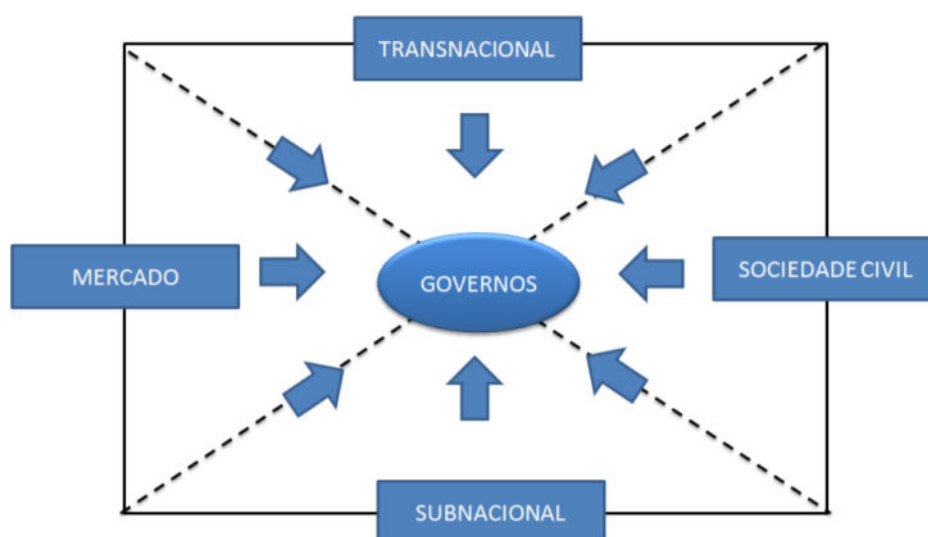 TRANSNACIONAL
MERCADO
GOVERNOS
SOCIEDADE CIVIL
SUBNACIONAL